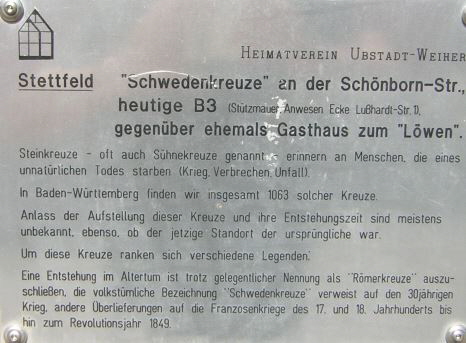 HEIMATVEREIN UBSTADT-WEIHER
Stettfeld "Schwedenkreuze" an der Schönborn-Str.,
heutige B3 (Stützmauer, Anwesen Ecke Lußhardt-Str. 1),
gegenüber ehemals Gasthaus zum "Löwen".
Steinkreuze - oft auch Sühnekreuze genannt - erinnern an Menschen, die eines
unnatürlichen Todes starben (Krieg, Verbrechen, Unfall).
In Baden-Württemberg finden wir insgesamt 1063 solcher Kreuze.
Anlass der Aufstellung dieser Kreuze und ihre Entstehungszeit sind meistens
unbekannt, ebenso, ob der jetzige Standort der ursprüngliche war.
Um diese Kreuze ranken sich verschiedene Legenden.
Eine Entstehung im Altertum ist trotz gelegentlicher Nennung als "Römerkreuze" auszu-
schließen, die volkstümliche Bezeichnung "Schwedenkreuze" verweist auf den 30jährigen
Krieg, andere Überlieferungen auf die Franzosenkriege des 17. und 18. Jahrhunderts bis
hin zum Revolutionsjahr 1849.